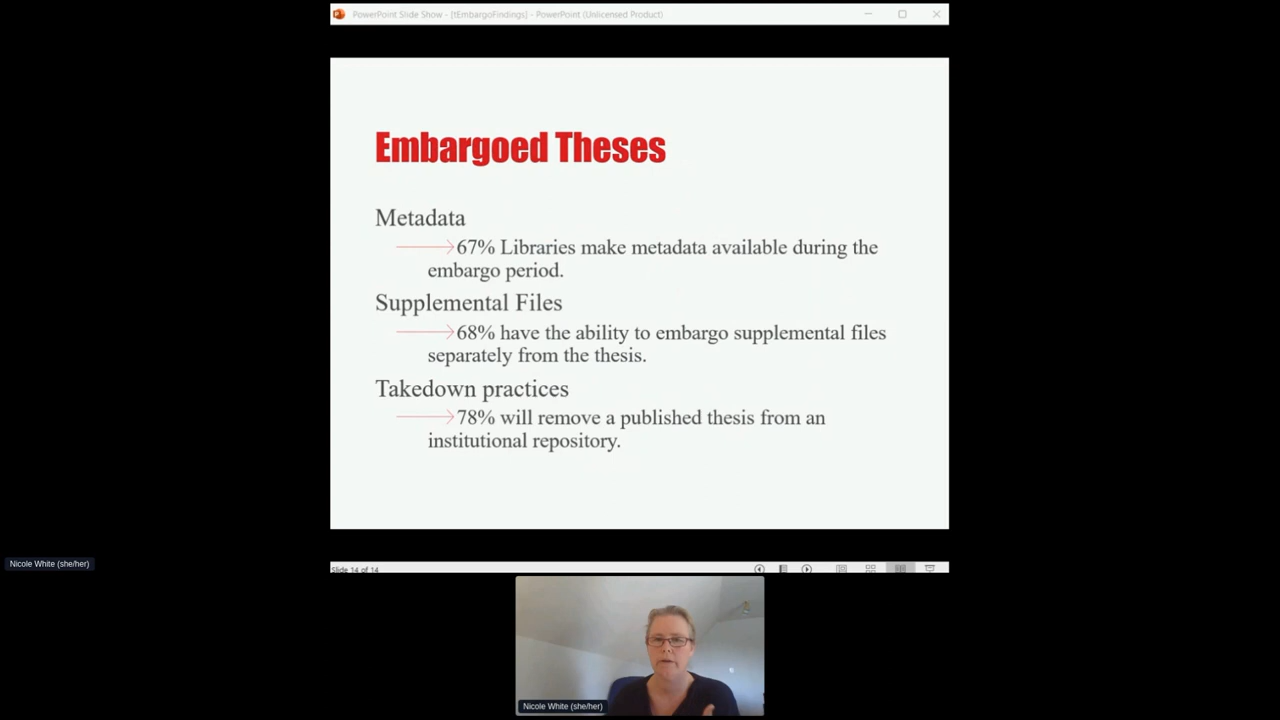 PowerPoint Slide Show - [tEmbargoFindings] - PowerPoint (Unlicensed Product)
Embargoed Theses
Metadata
67% Libraries make metadata available during the
embargo period.
Supplemental Files
68% have the ability to embargo supplemental files
separately from the thesis.
Takedown practices
78% will remove a published thesis from an
institutional repository.
Nicole White (she/her)
Slide 14 of 14
Nicole White (she/her)